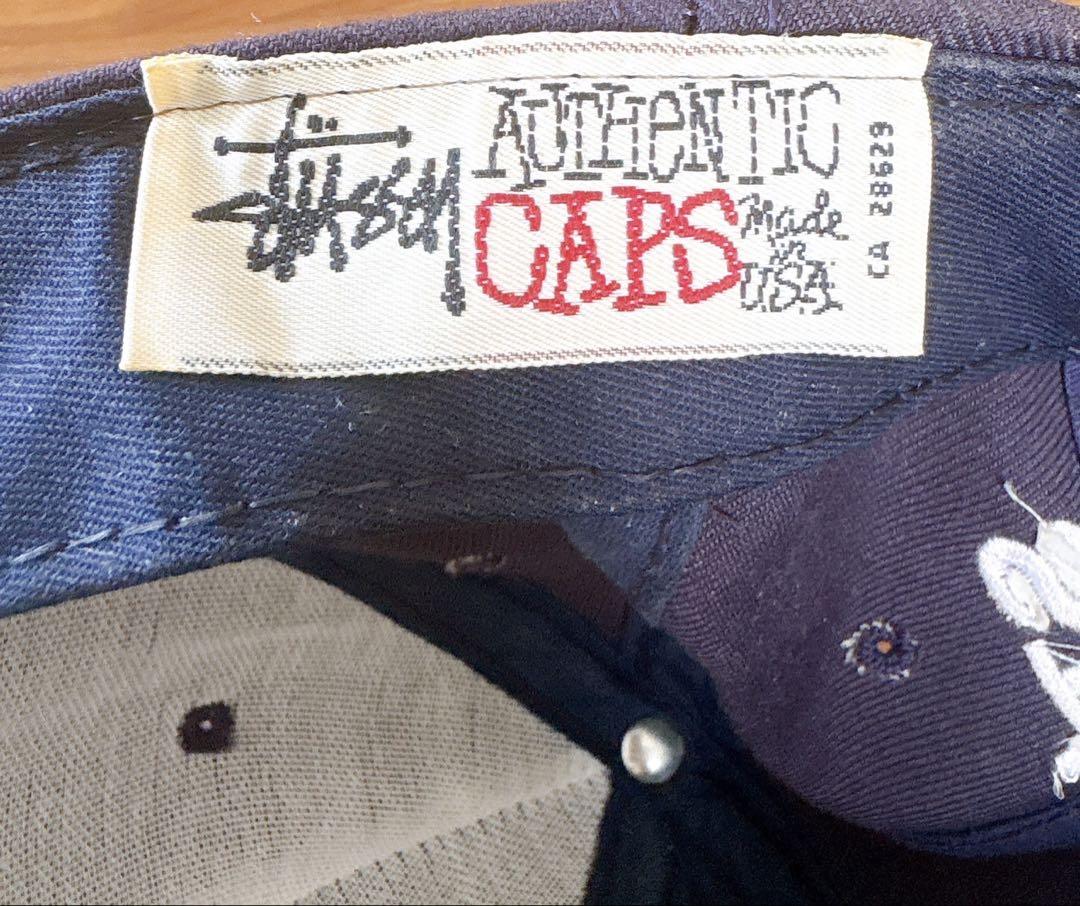 Stüssy
AUTHENTIC
CAPS
Made
in
USA
CA 28629